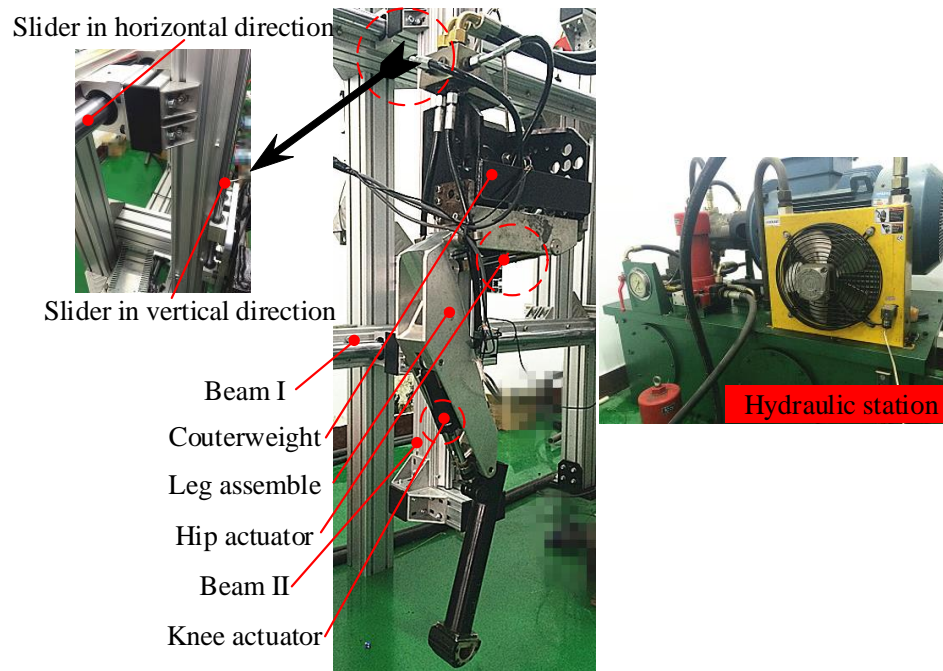 Slider in horizontal direction
Slider in vertical direction
Beam I
Couterweight
Leg assemble
Hip actuator
Beam II
Knee actuator
Hydraulic station